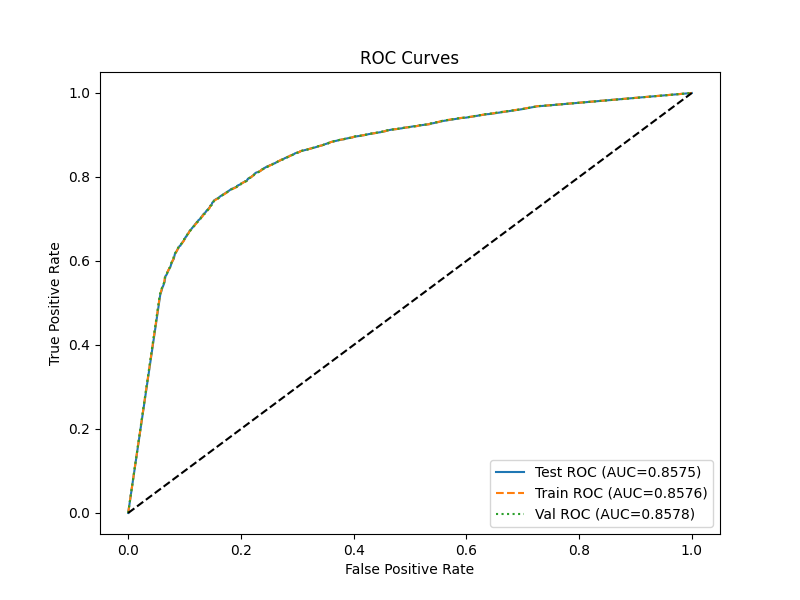 ROC Curves
True Positive Rate
1.0
0.8
0.6
0.4
0.2
0.0
Test ROC (AUC=0.8575)
Train ROC (AUC=0.8576)
Val ROC (AUC=0.8578)
0.0 0.2 0.4 0.6 0.8 1.0
False Positive Rate